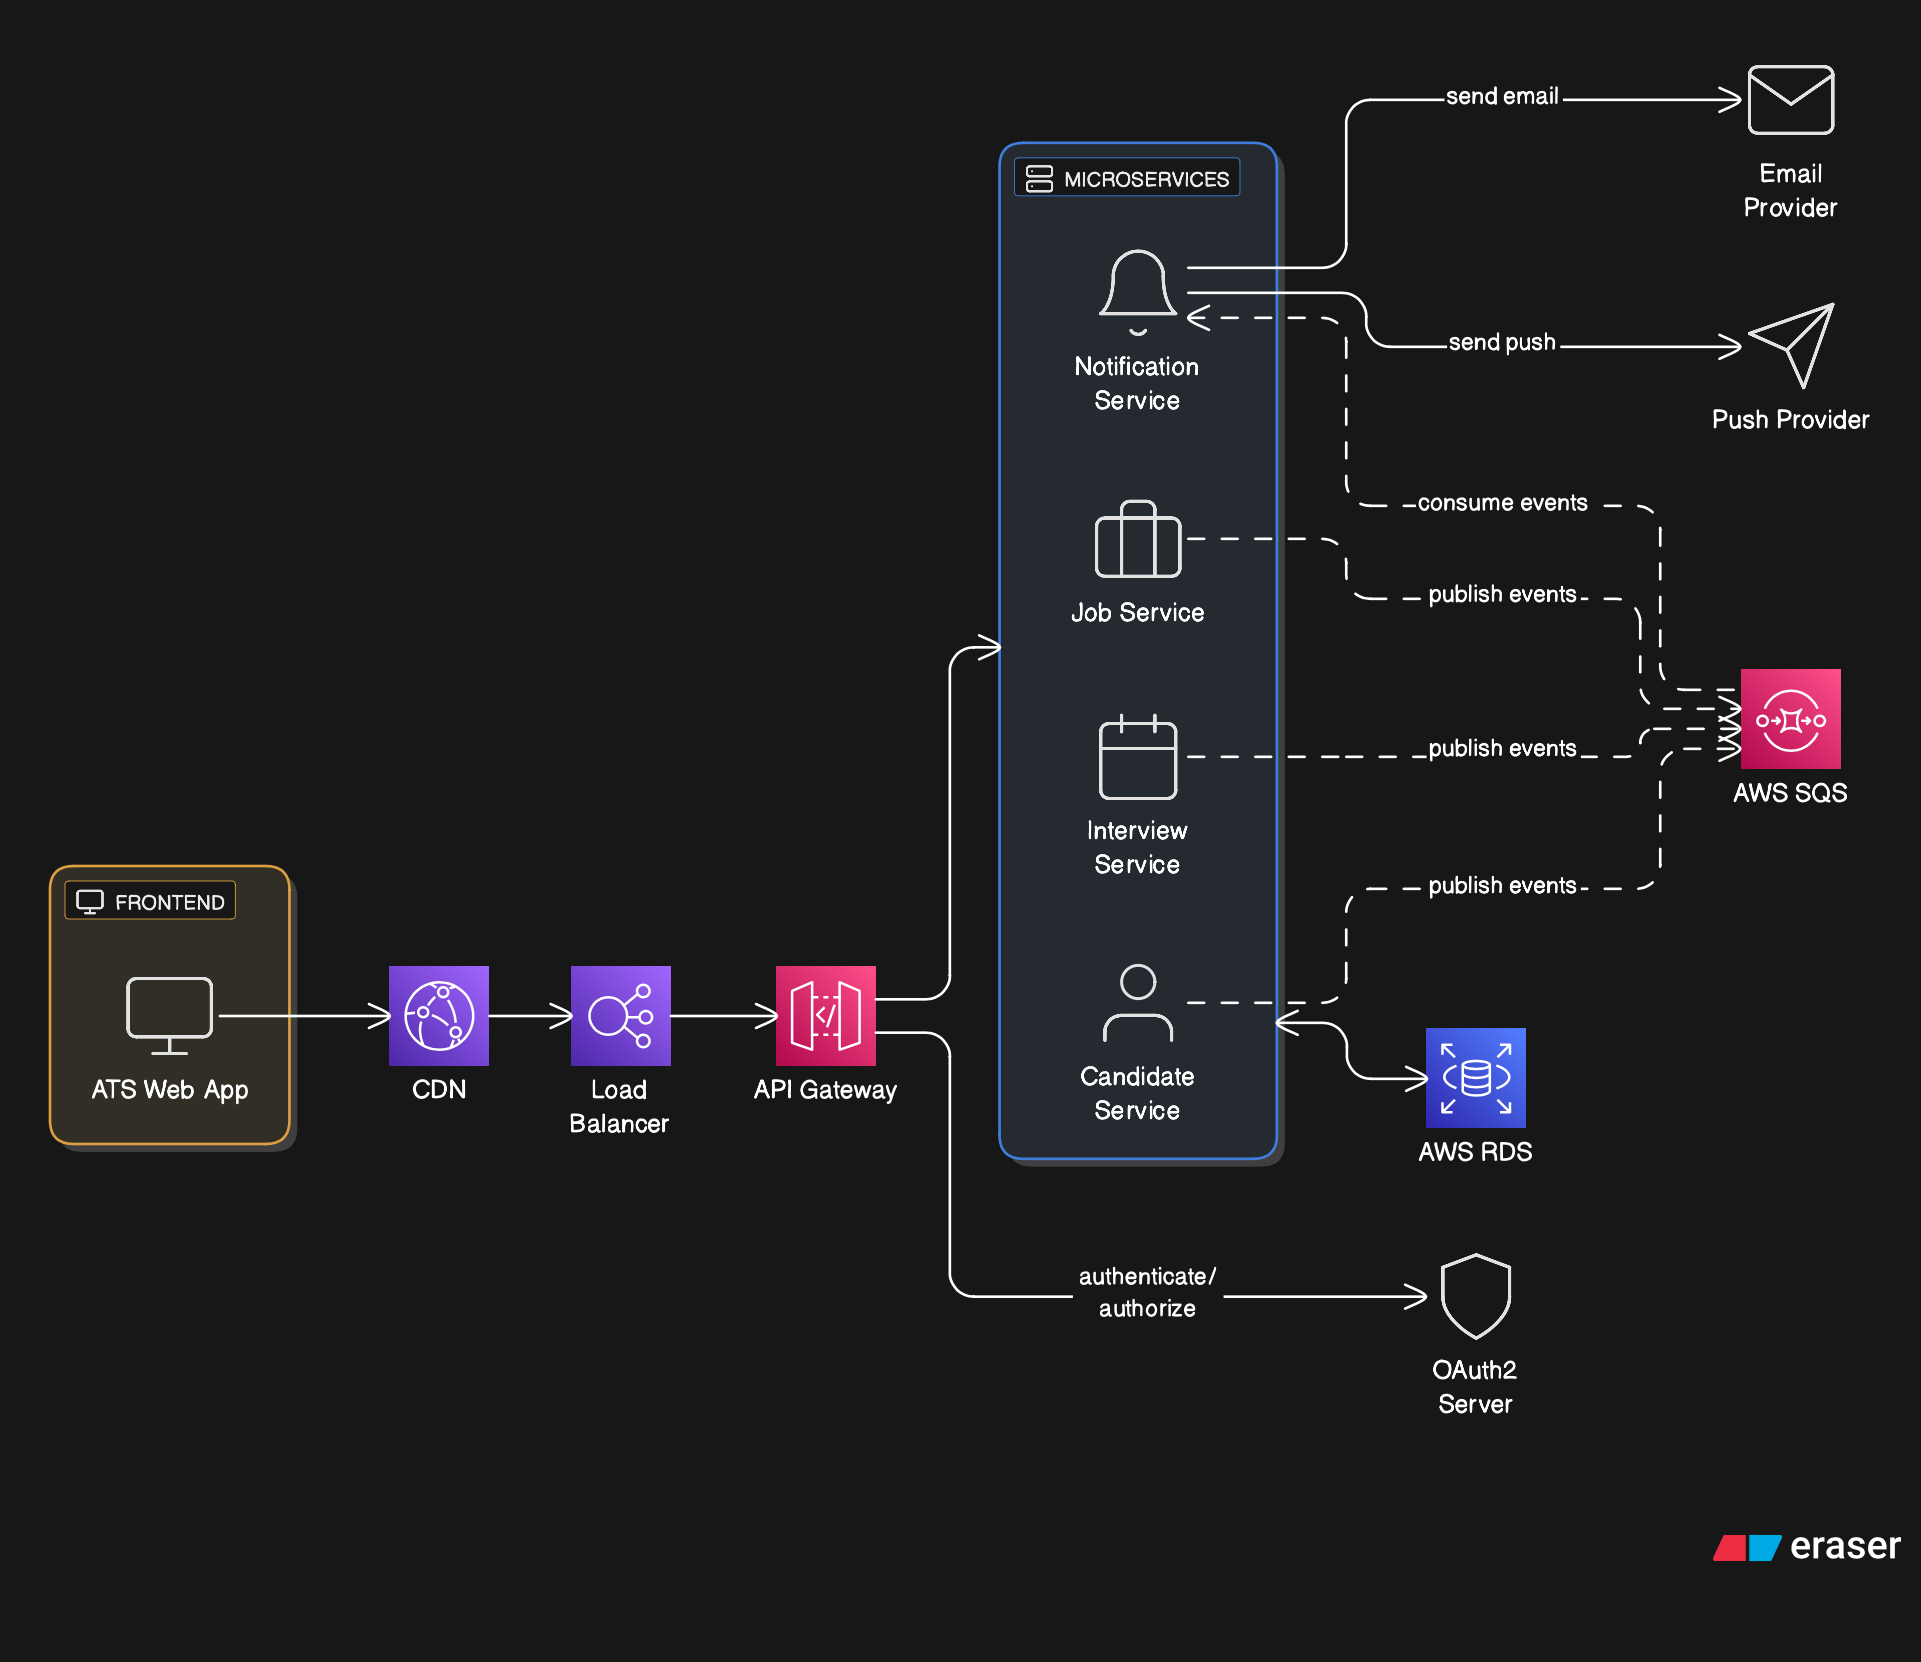 send email
Email
Provider
MICROSERVICES
Notification
Service
send push
Push Provider
consume events
Job Service
publish events
Interview
Service
publish events
AWS SQS
FRONTEND
ATS Web App
CDN
Load
Balancer
API Gateway
publish events
Candidate
Service
AWS RDS
authenticate/
authorize
OAuth2
Server
eraser